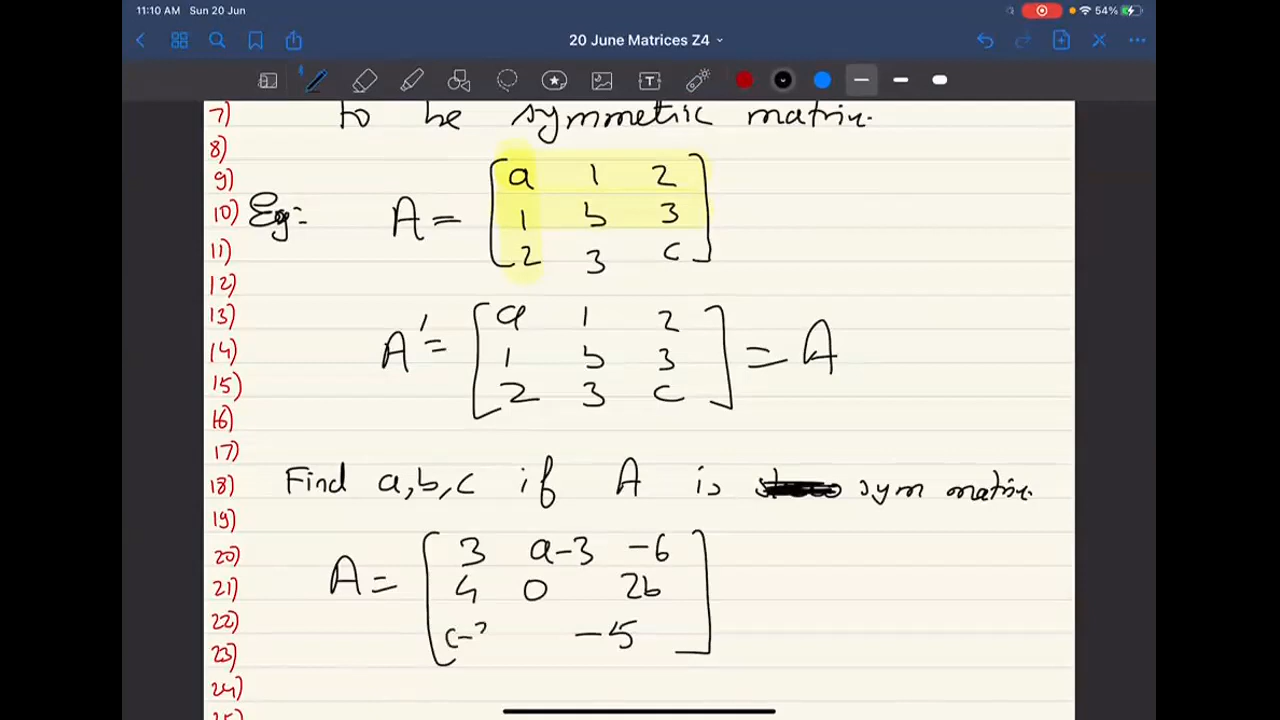 11:10 AM Sun 20 Jun 54%
20 June Matrices Z4
7) to be symmetric matrix.
8)
9) a 1 2
10) Eg:- A = 1 b 3
11) 2 3 c
12)
13) a 1 2
14) A' = 1 b 3 = A
15) 2 3 c
16)
17)
18) Find a,b,c if A is sym matrix.
19)
20) 3 a-3 -6
21) A = 4 0 2b
22) c- -5
23)
24)